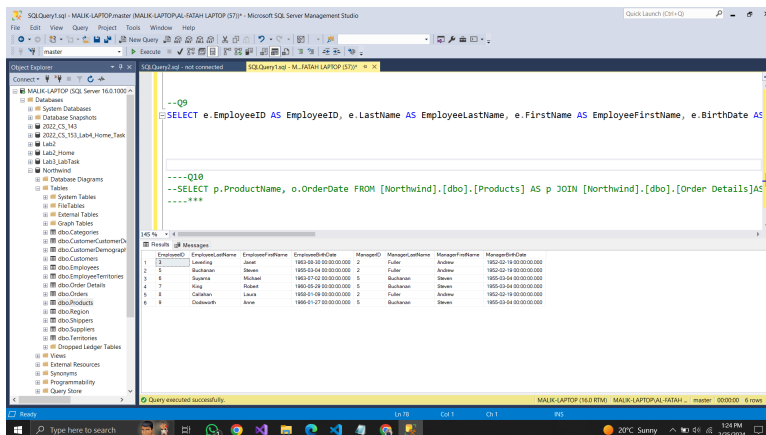 SQLQuery1.sql - MALIK-LAPTOP.master (MALIK-LAPTOP\AL-FATAH LAPTOP (57))* - Microsoft SQL Server Management Studio
Quick Launch (Ctrl+Q)
File Edit View Query Project Tools Window Help
New Query
master
Execute
Object Explorer
SQLQuery2.sql - not connected
SQLQuery1.sql - M...FATAH LAPTOP (57))*
Connect
MALIK-LAPTOP (SQL Server 16.0.1000
Databases
System Databases
Database Snapshots
2022_CS_143
2022_CS_153_Lab4_Home_Task
Lab2
Lab2_Home
Lab3_LabTask
Northwind
Database Diagrams
Tables
System Tables
FileTables
External Tables
Graph Tables
dbo.Categories
dbo.CustomerCustomerDe
dbo.CustomerDemograph
dbo.Customers
dbo.Employees
dbo.EmployeeTerritories
dbo.Order Details
dbo.Orders
dbo.Products
dbo.Region
dbo.Shippers
dbo.Suppliers
dbo.Territories
Dropped Ledger Tables
Views
External Resources
Synonyms
Programmability
Query Store
--Q9
SELECT e.EmployeeID AS EmployeeID, e.LastName AS EmployeeLastName, e.FirstName AS EmployeeFirstName, e.BirthDate AS
----Q10
--SELECT p.ProductName, o.OrderDate FROM [Northwind].[dbo].[Products] AS p JOIN [Northwind].[dbo].[Order Details]AS
----***
145 %
Results Messages
EmployeeID EmployeeLastName EmployeeFirstName EmployeeBirthDate ManagerID ManagerLastName ManagerFirstName ManagerBirthDate
1 3 Leverling Janet 1963-08-30 00:00:00.000 2 Fuller Andrew 1952-02-19 00:00:00.000
2 5 Buchanan Steven 1955-03-04 00:00:00.000 2 Fuller Andrew 1952-02-19 00:00:00.000
3 6 Suyama Michael 1963-07-02 00:00:00.000 5 Buchanan Steven 1955-03-04 00:00:00.000
4 7 King Robert 1960-05-29 00:00:00.000 5 Buchanan Steven 1955-03-04 00:00:00.000
5 8 Callahan Laura 1958-01-09 00:00:00.000 2 Fuller Andrew 1952-02-19 00:00:00.000
6 9 Dodsworth Anne 1966-01-27 00:00:00.000 5 Buchanan Steven 1955-03-04 00:00:00.000
Query executed successfully.
MALIK-LAPTOP (16.0 RTM) MALIK-LAPTOP\AL-FATAH ... master 00:00:00 6 rows
Ready
Ln 78 Col 1 Ch 1 INS
Type here to search
20°C Sunny
1:24 PM